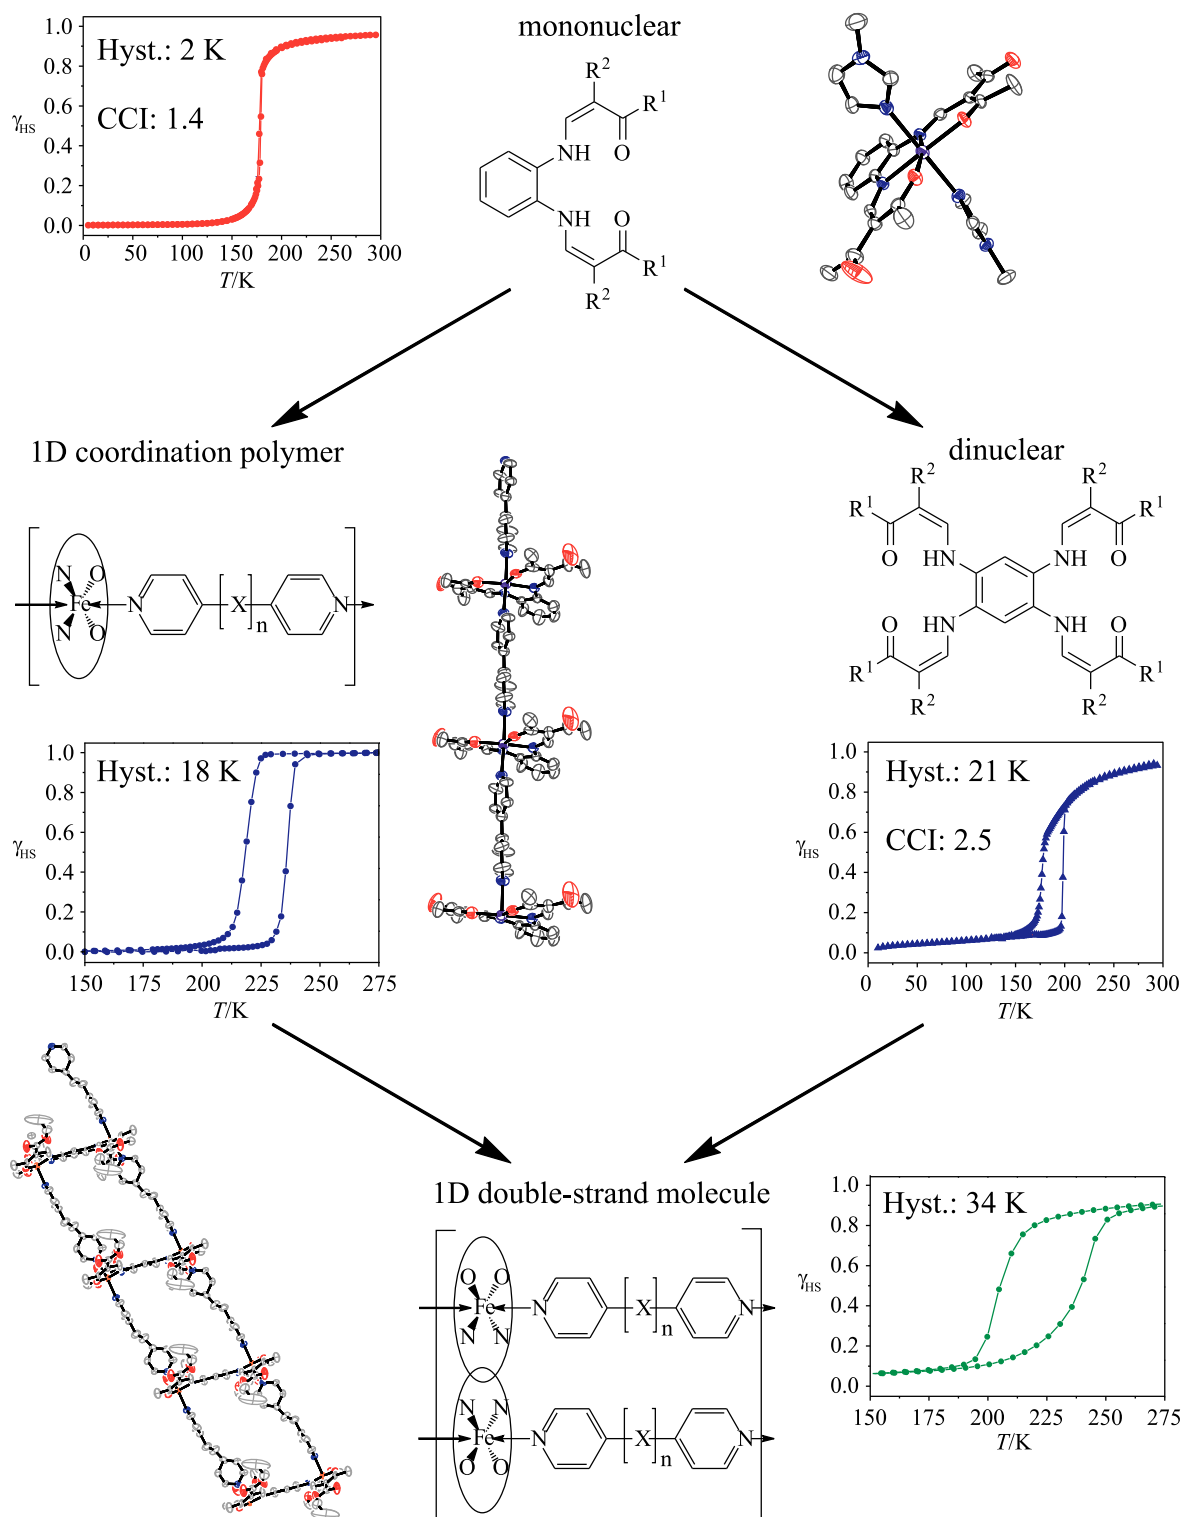 mononuclear
1.0
0.8
0.6
0.4
0.2
0.0
γHS
Hyst.: 2 K
CCI: 1.4
0 50 100 150 200 250 300
T/K
R²
R¹
NH O
NH O
R¹
R²
1D coordination polymer
N O
Fe N [X]n N
N O
1.0
0.8
0.6
0.4
0.2
0.0
γHS
Hyst.: 18 K
150 175 200 225 250 275
T/K
dinuclear
R² R²
R¹ R¹
O HN NH O
O HN NH O
R¹ R¹
R² R²
1.0
0.8
0.6
0.4
0.2
0.0
γHS
Hyst.: 21 K
CCI: 2.5
0 50 100 150 200 250 300
T/K
1D double-strand molecule
O O
Fe N [X]n N
N N
N N
Fe N [X]n N
O O
1.0
0.8
0.6
0.4
0.2
0.0
γHS
Hyst.: 34 K
150 175 200 225 250 275
T/K